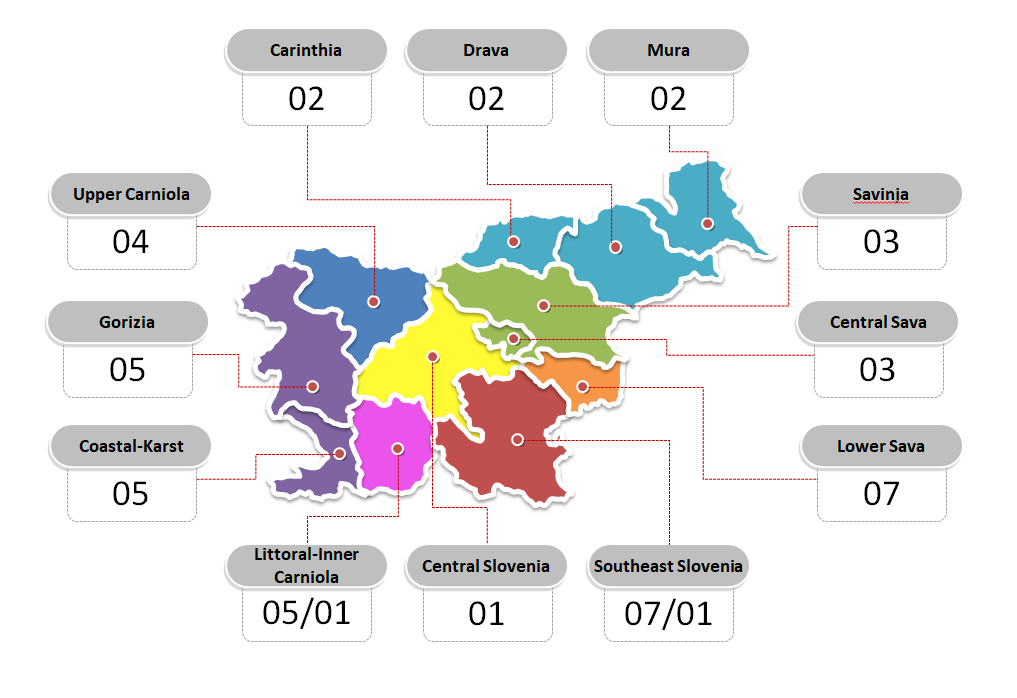 Carinthia
02
Drava
02
Mura
02
Upper Carniola
04
Savinja
03
Gorizia
05
Central Sava
03
Coastal-Karst
05
Lower Sava
07
Littoral-Inner
Carniola
05/01
Central Slovenia
01
Southeast Slovenia
07/01